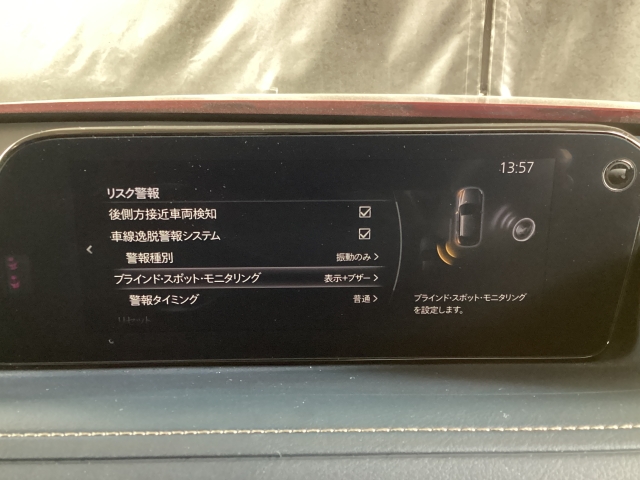 13:57
リスク警報
後側方接近車両検知
車線逸脱警報システム
警報種別 振動のみ
ブラインド・スポット・モニタリング 表示+ブザー
警報タイミング 普通
ブラインド・スポット・モニタリング
を設定します。